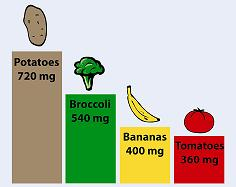 Potatoes
720 mg
Broccoli
540 mg
Bananas
400 mg
Tomatoes
360 mg